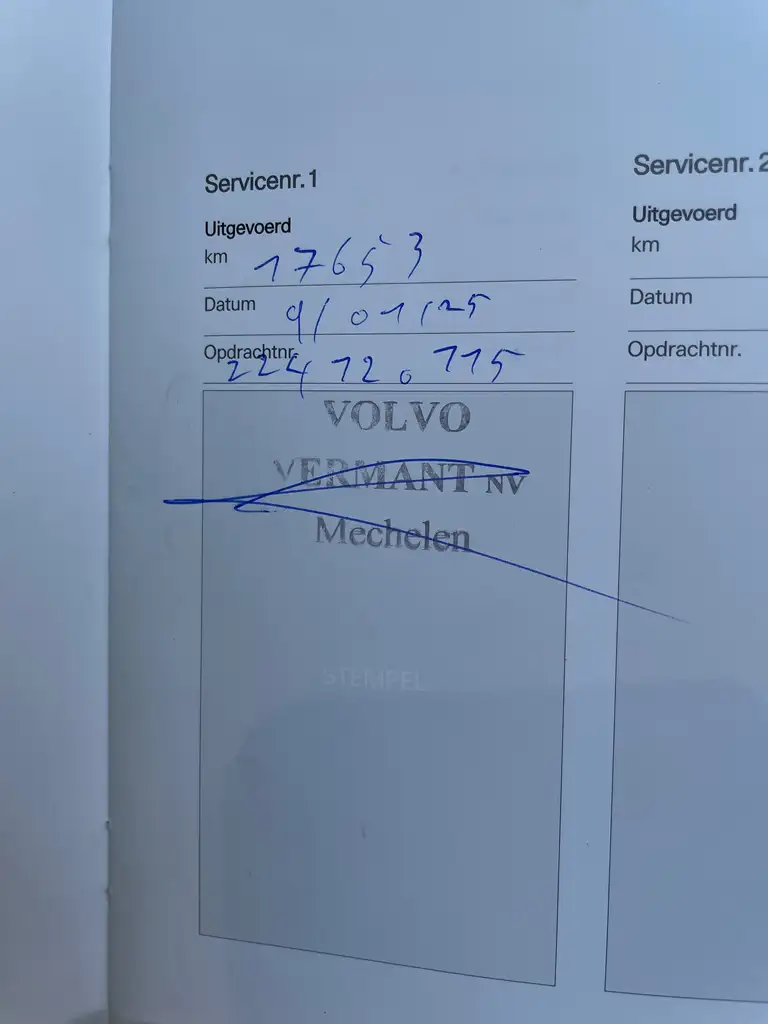 Servicenr. 1
Uitgevoerd
km 17653
Datum 9/01/25
Opdrachtnr. 224120115
VOLVO
VERMANT NV
Mechelen
STEMPEL
Servicenr. 2
Uitgevoerd
km
Datum
Opdrachtnr.